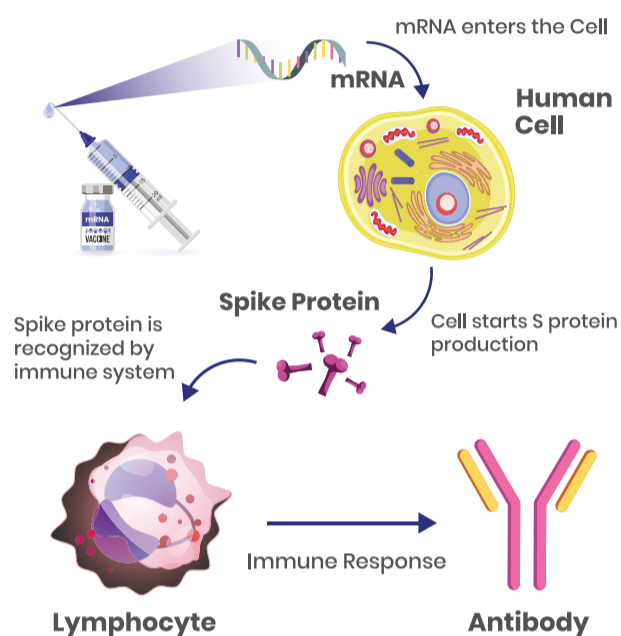 mRNA enters the Cell
mRNA
Human
Cell
mRNA
VACCINE
Spike Protein
Cell starts S protein
production
Spike protein is
recognized by
immune system
Immune Response
Lymphocyte
Antibody